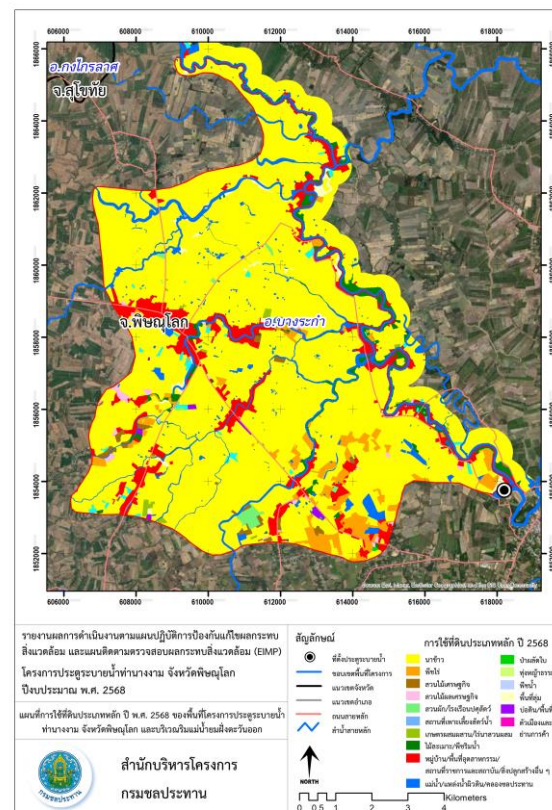 606000 608000 610000 612000 614000 616000 618000
1866000 1864000 1862000 1860000 1858000 1856000 1854000 1852000
อ.กงไกรลาศ
จ.สุโขทัย
จ.พิษณุโลก
อ.บางระกำ
606000 608000 610000 612000 614000 616000 618000
รายงานผลการดำเนินงานตามแผนปฏิบัติการป้องกันแก้ไขผลกระทบ
สิ่งแวดล้อม และแผนติดตามตรวจสอบผลกระทบสิ่งแวดล้อม (EIMP)
โครงการประตูระบายน้ำท่านางงาม จังหวัดพิษณุโลก
ปีงบประมาณ พ.ศ. 2568
แผนที่การใช้ที่ดินประเภทหลัก ปี พ.ศ. 2568 ของพื้นที่โครงการประตูระบายน้ำ
ท่านางงาม จังหวัดพิษณุโลก และบริเวณริมแม่น้ำยมฝั่งตะวันออก
สำนักบริหารโครงการ
กรมชลประทาน
สัญลักษณ์
ที่ตั้งประตูระบายน้ำ
ขอบเขตพื้นที่โครงการ
แนวเขตจังหวัด
แนวเขตอำเภอ
ถนนสายหลัก
ลำน้ำสายหลัก
NORTH
การใช้ที่ดินประเภทหลัก ปี 2568
นาข้าว
พืชไร่
สวนไม้เศรษฐกิจ
สวนไม้ผลเศรษฐกิจ
คอกสัตว์/โรงเรือนปศุสัตว์
สถานที่เพาะเลี้ยงสัตว์น้ำ
เกษตรผสมผสาน/ไร่นาสวนผสม
ไม้ละเมาะ/พืชริมน้ำ
หมู่บ้าน/พื้นที่อุตสาหกรรม/
สถานที่ราชการและสถาบัน/สิ่งปลูกสร้างอื่น ๆ
แม่น้ำ/แหล่งน้ำผิวดิน/คลองชลประทาน
ป่าผลัดใบ
ทุ่งหญ้าธรร
พืชน้ำ
พื้นที่ลุ่ม
บ่อดิน/พื้นที่
ย่านการค้า
0 0.5 1 2 3 4
Kilometers